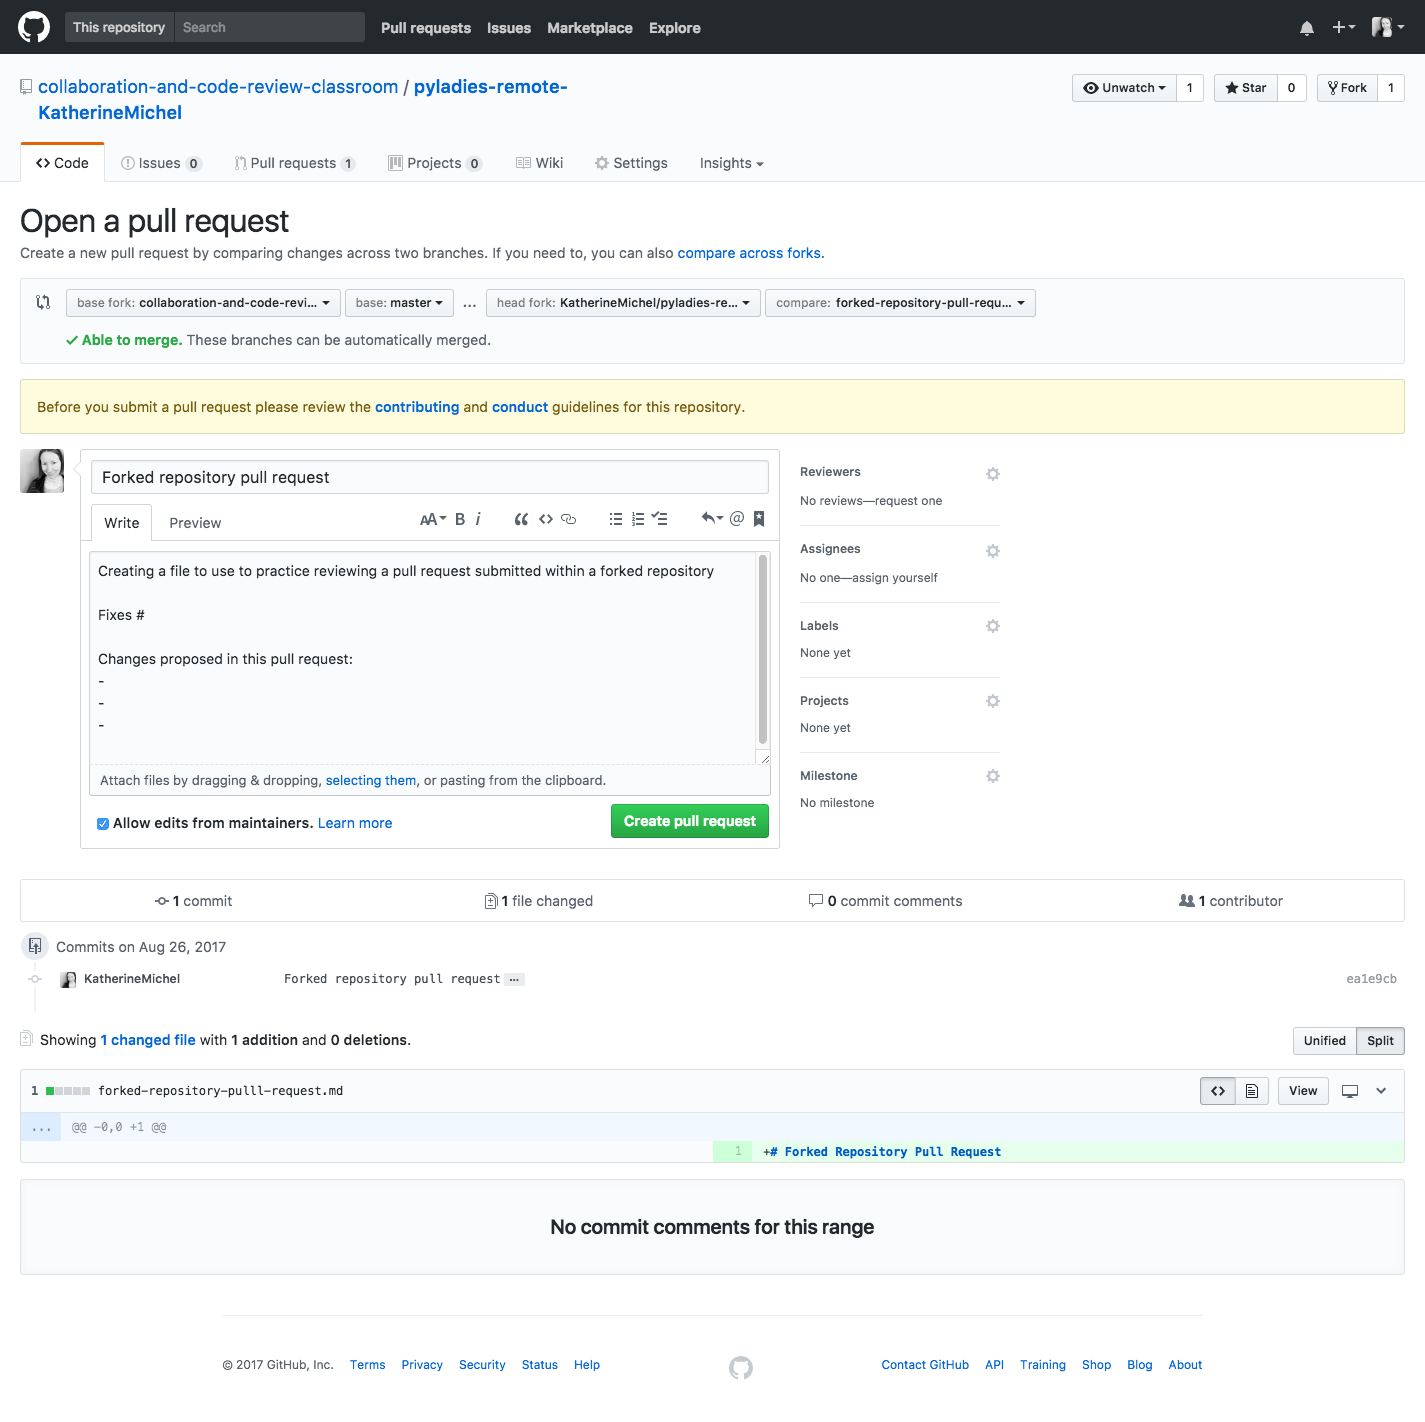 This repository Search Pull requests Issues Marketplace Explore
collaboration-and-code-review-classroom / pyladies-remote-
KatherineMichel
Unwatch 1 Star 0 Fork 1
Code Issues 0 Pull requests 1 Projects 0 Wiki Settings Insights
Open a pull request
Create a new pull request by comparing changes across two branches. If you need to, you can also compare across forks.
base fork: collaboration-and-code-revi... base: master ... head fork: KatherineMichel/pyladies-re... compare: forked-repository-pull-requ...
Able to merge. These branches can be automatically merged.
Before you submit a pull request please review the contributing and conduct guidelines for this repository.
Forked repository pull request
Write Preview AA B i @
Creating a file to use to practice reviewing a pull request submitted within a forked repository
Fixes #
Changes proposed in this pull request:
-
-
-
Attach files by dragging & dropping, selecting them, or pasting from the clipboard.
Allow edits from maintainers. Learn more
Create pull request
Reviewers
No reviews—request one
Assignees
No one—assign yourself
Labels
None yet
Projects
None yet
Milestone
No milestone
1 commit 1 file changed 0 commit comments 1 contributor
Commits on Aug 26, 2017
KatherineMichel Forked repository pull request ... ea1e9cb
Showing 1 changed file with 1 addition and 0 deletions.
Unified Split
1 forked-repository-pulll-request.md View
... @@ -0,0 +1 @@
1 +# Forked Repository Pull Request
No commit comments for this range
© 2017 GitHub, Inc. Terms Privacy Security Status Help Contact GitHub API Training Shop Blog About